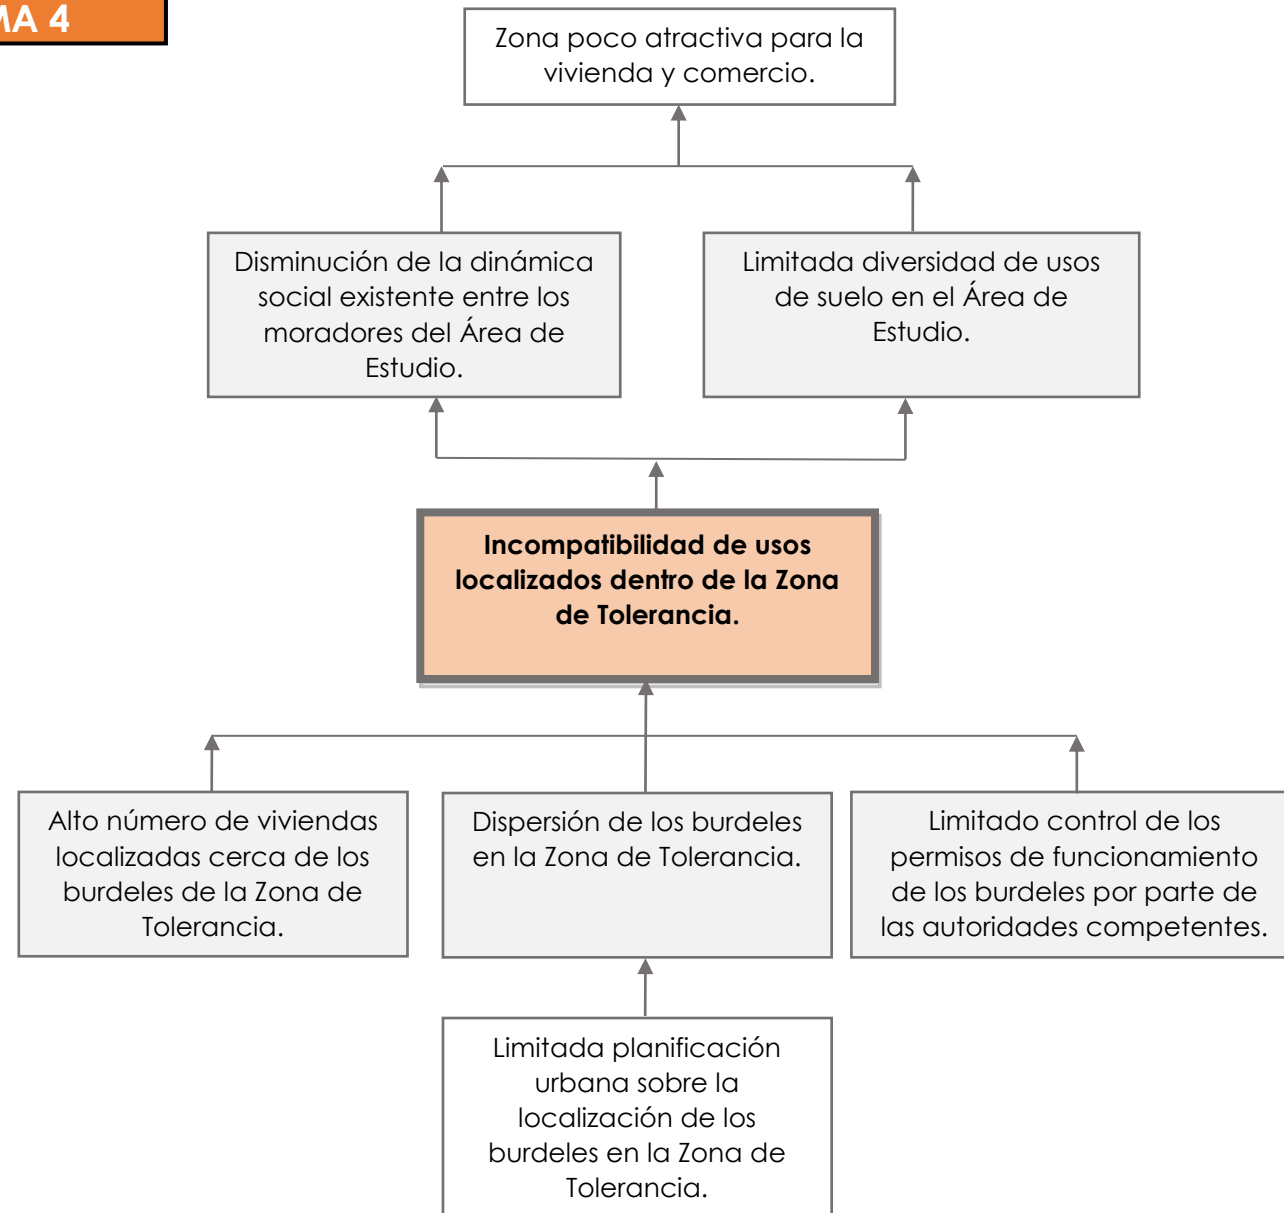 MA 4
Zona poco atractiva para la
vivienda y comercio.
Disminución de la dinámica
social existente entre los
moradores del Área de
Estudio.
Limitada diversidad de usos
de suelo en el Área de
Estudio.
Incompatibilidad de usos
localizados dentro de la Zona
de Tolerancia.
Alto número de viviendas
localizadas cerca de los
burdeles de la Zona de
Tolerancia.
Dispersión de los burdeles
en la Zona de Tolerancia.
Limitado control de los
permisos de funcionamiento
de los burdeles por parte de
las autoridades competentes.
Limitada planificación
urbana sobre la
localización de los
burdeles en la Zona de
Tolerancia.